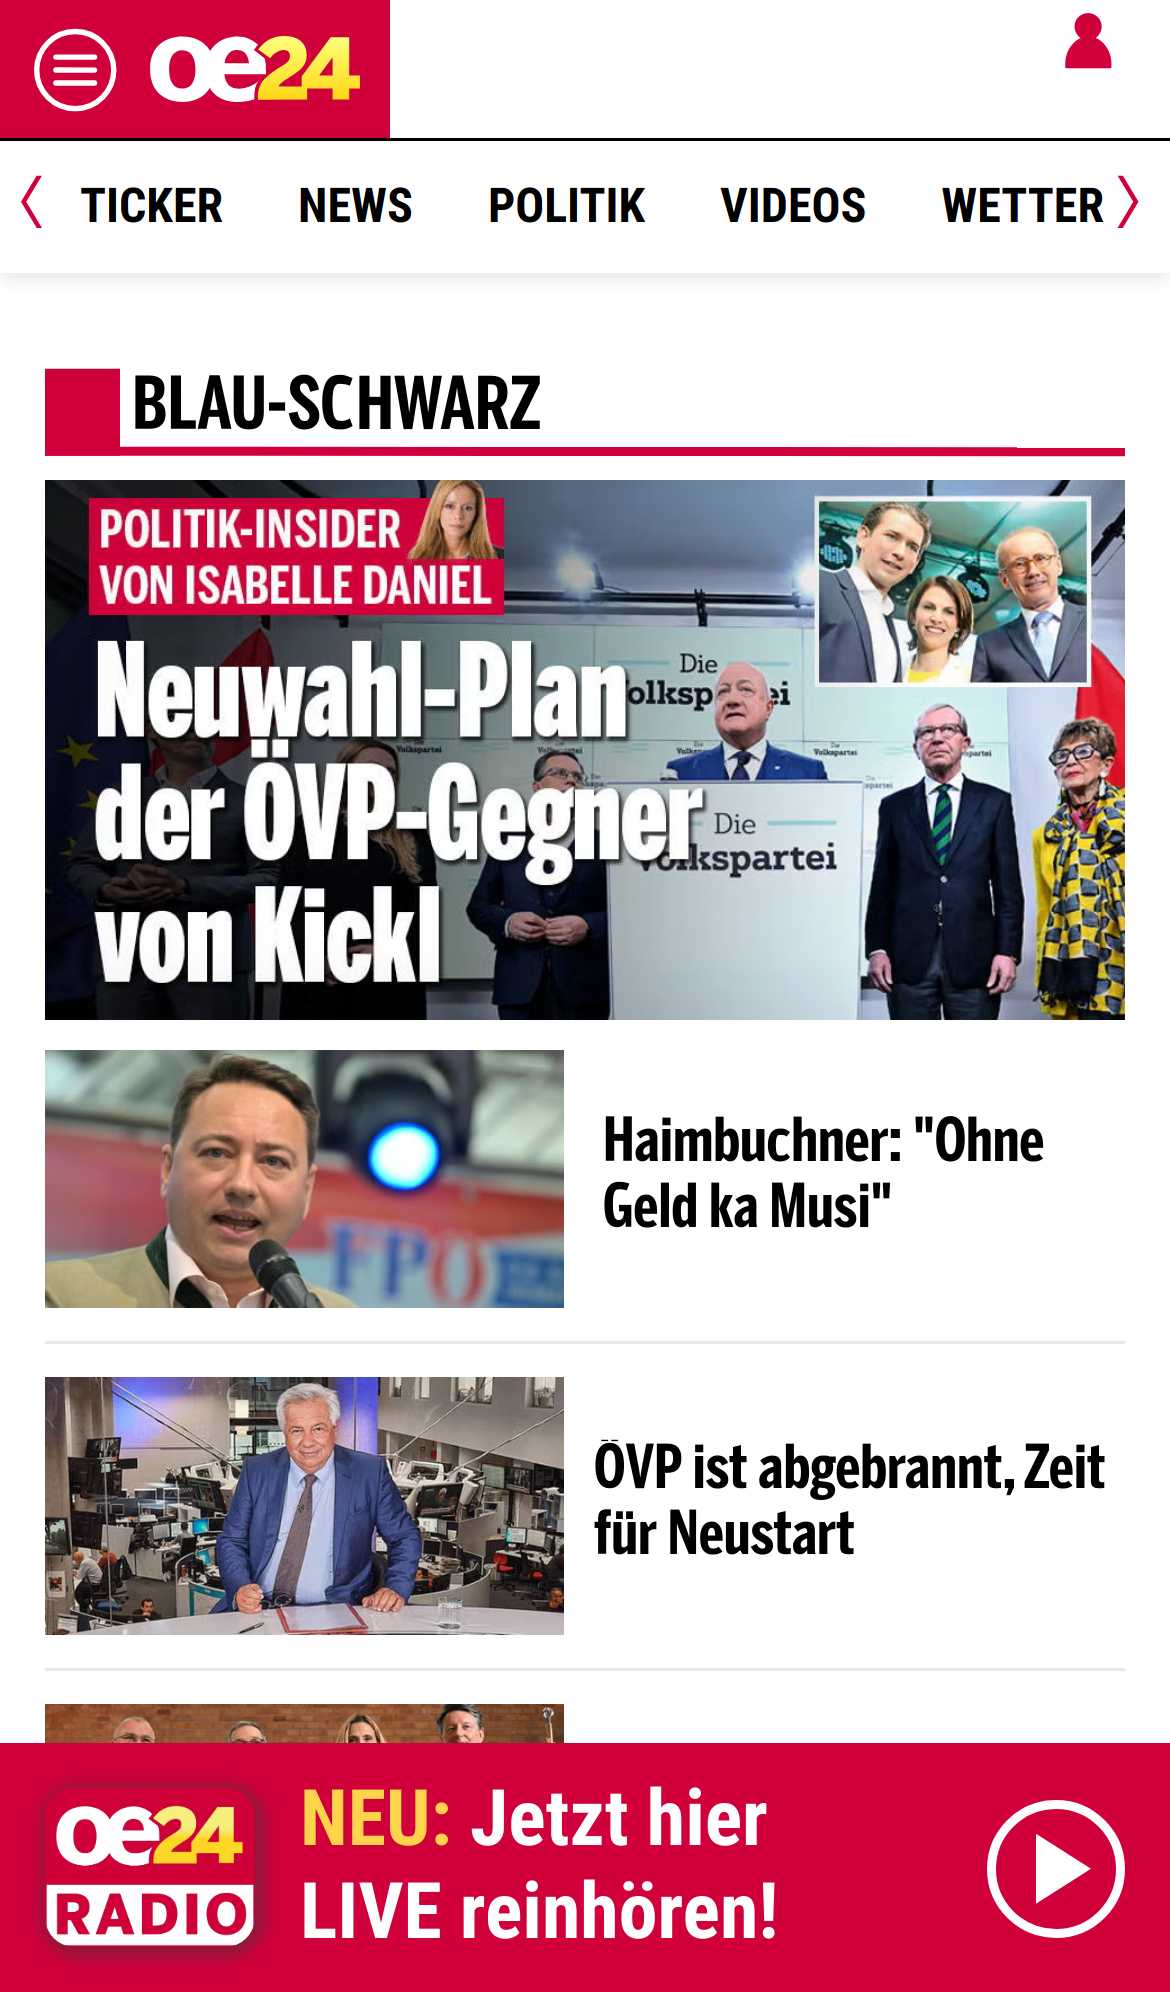 oe24
TICKER
NEWS
POLITIK
VIDEOS
WETTER
BLAU-SCHWARZ
POLITIK-INSIDER
VON ISABELLE DANIEL
Neuwahl-Plan
der ÖVP-Gegner
von Kickl
Die
Volkspartei
Die
FPÖ
Haimbuchner: "Ohne
Geld ka Musi"
ÖVP ist abgebrannt, Zeit
für Neustart
oe24
RADIO
NEU: Jetzt hier
LIVE reinhören!